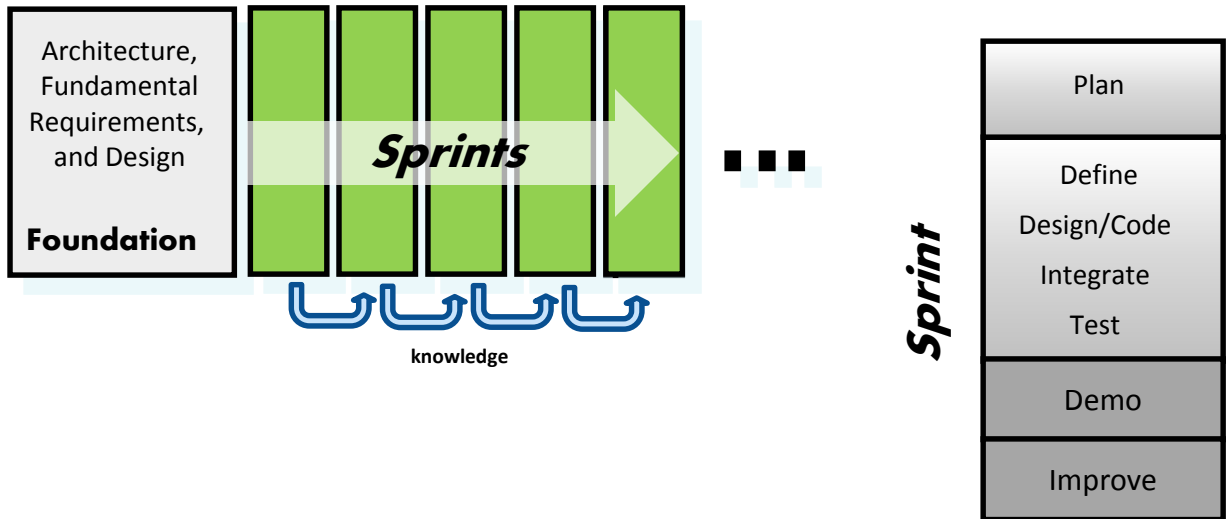 Architecture,
Fundamental
Requirements,
and Design
Foundation
Sprints
...
knowledge
Sprint
Plan
Define
Design/Code
Integrate
Test
Demo
Improve